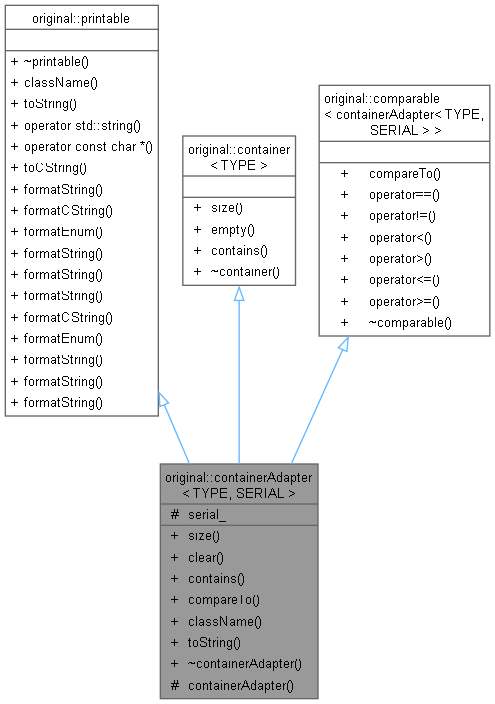 original::printable
+ ~printable()
+ className()
+ toString()
+ operator std::string()
+ operator const char *()
+ toCString()
+ formatString()
+ formatCString()
+ formatEnum()
+ formatString()
+ formatString()
+ formatString()
+ formatCString()
+ formatEnum()
+ formatString()
+ formatString()
+ formatString()
original::container
< TYPE >
+ size()
+ empty()
+ contains()
+ ~container()
original::comparable
< containerAdapter< TYPE,
SERIAL > >
+ compareTo()
+ operator==()
+ operator!=()
+ operator<()
+ operator>()
+ operator<=()
+ operator>=()
+ ~comparable()
original::containerAdapter
< TYPE, SERIAL >
# serial_
+ size()
+ clear()
+ contains()
+ compareTo()
+ className()
+ toString()
+ ~containerAdapter()
# containerAdapter()